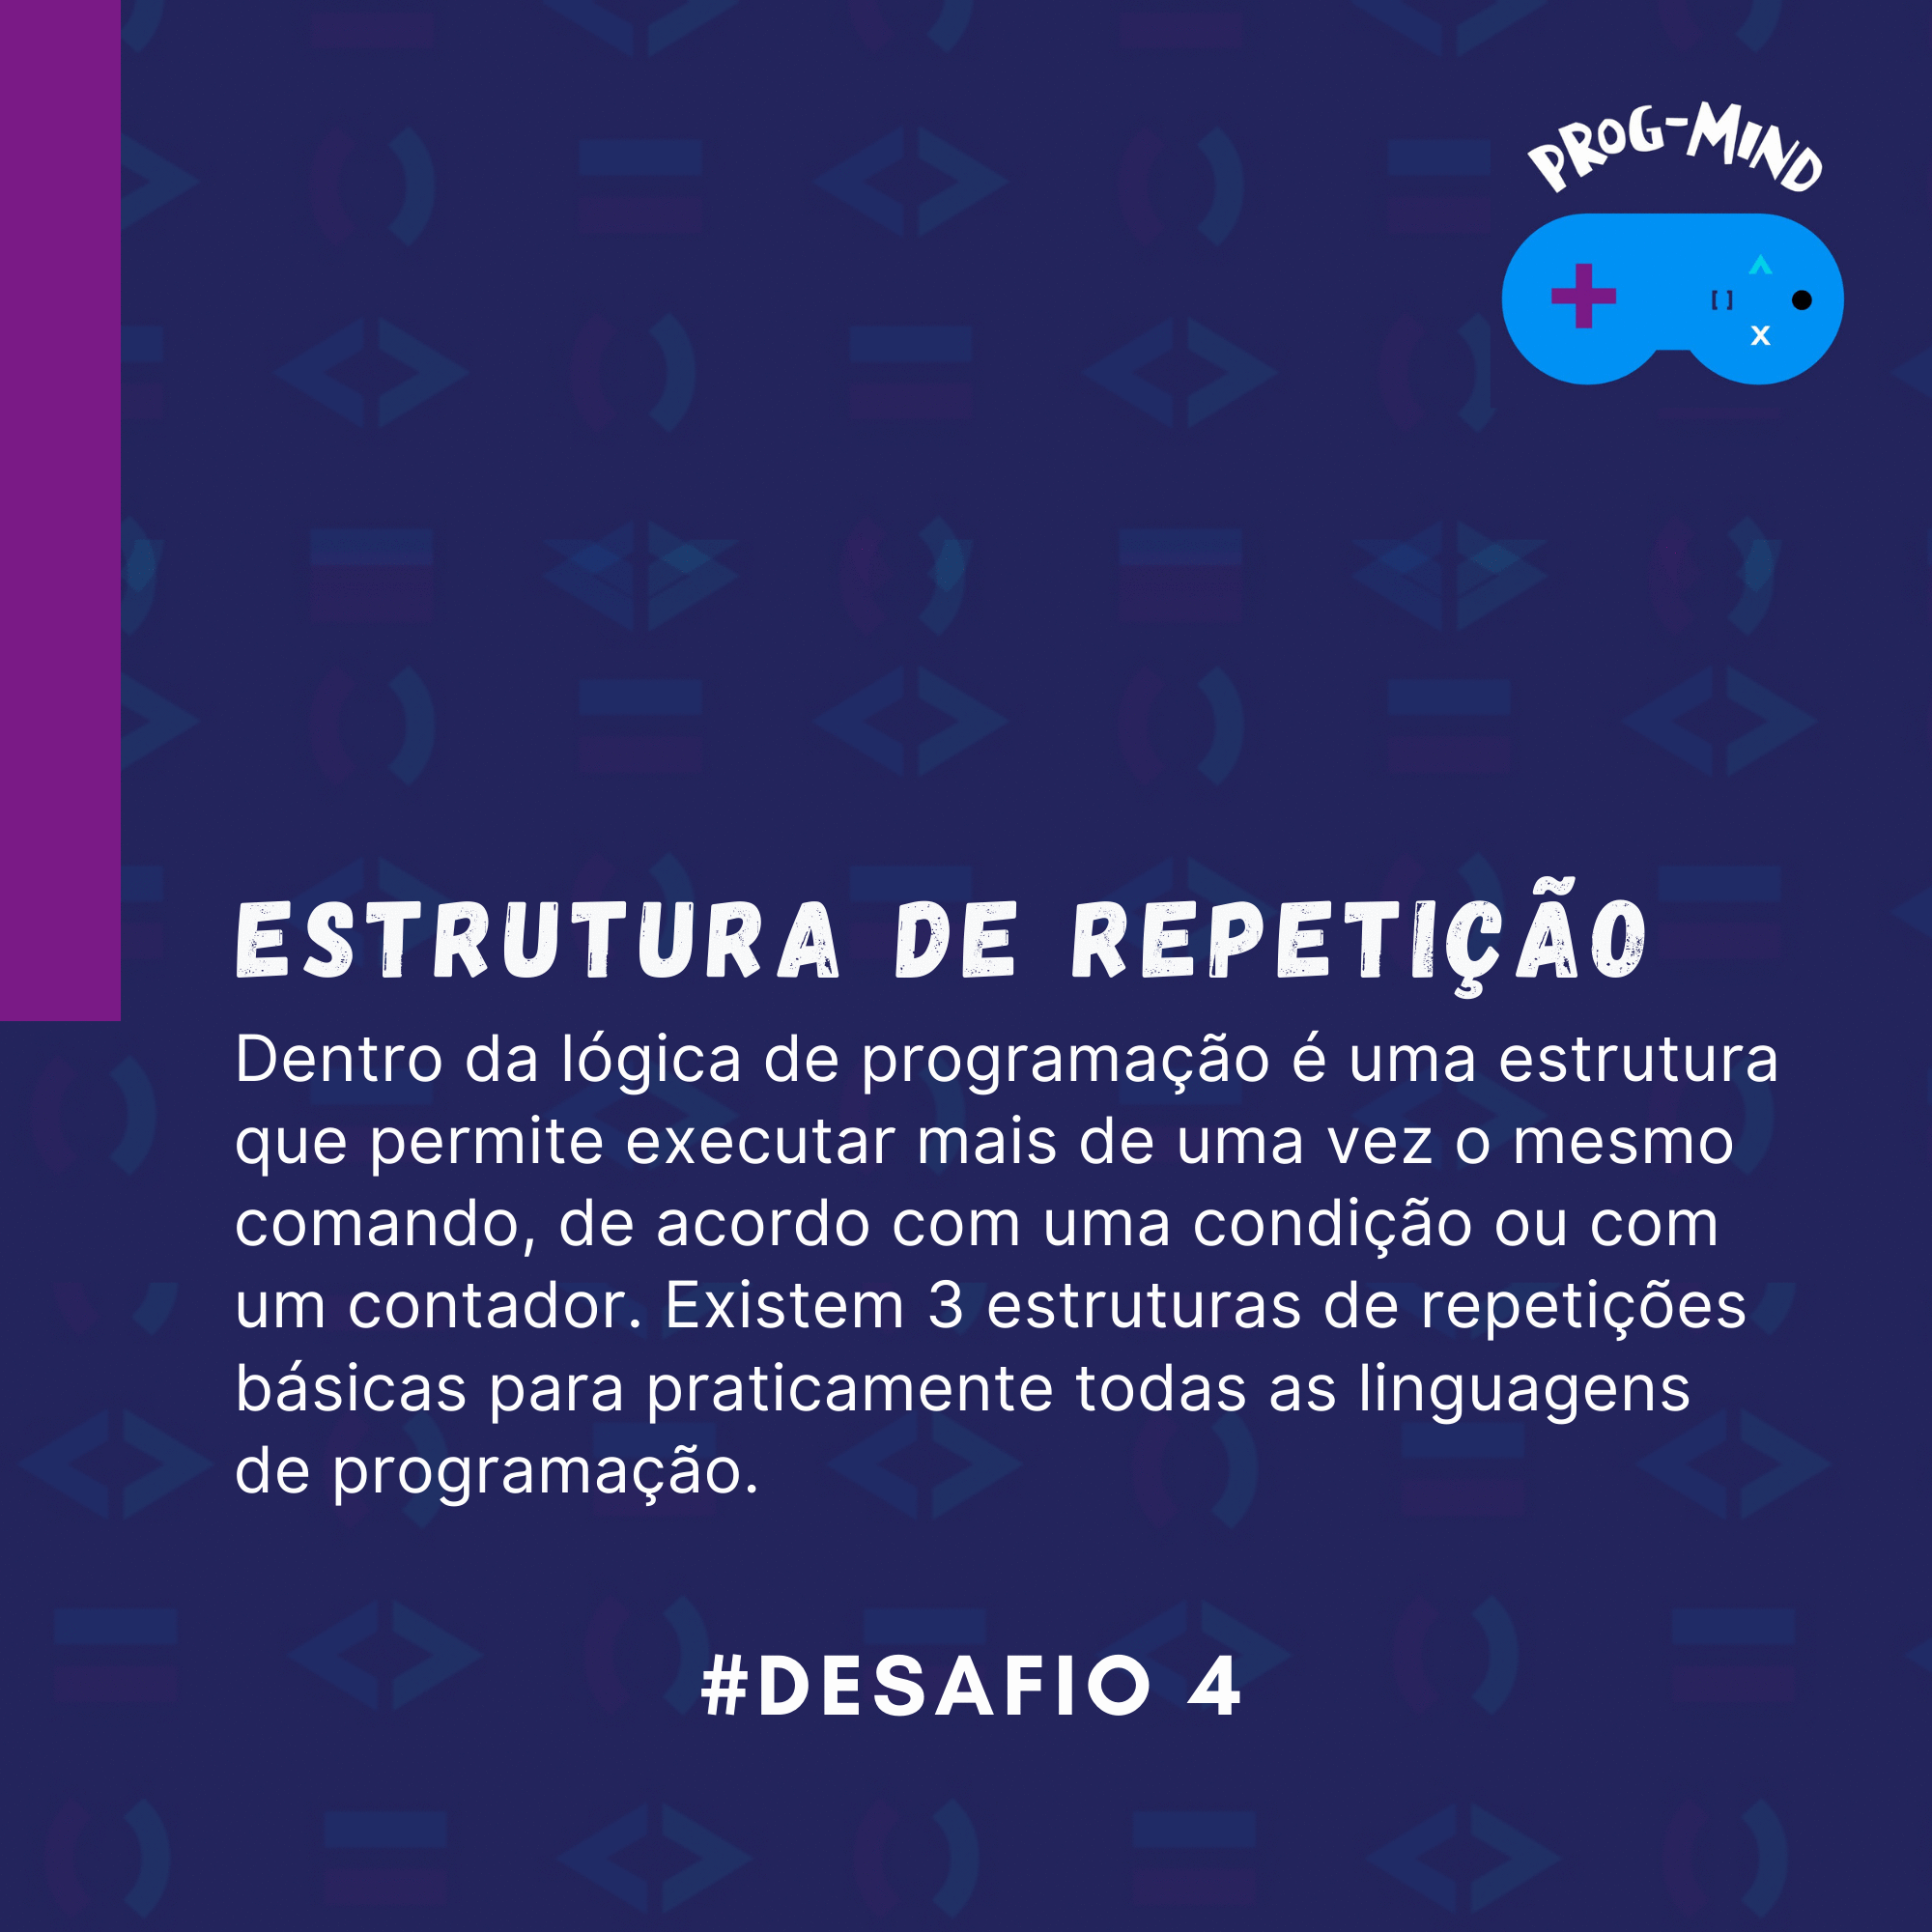 PROG-MIND
[]
^
x
ESTRUTURA DE REPETIÇÃO
Dentro da lógica de programação é uma estrutura
que permite executar mais de uma vez o mesmo
comando, de acordo com uma condição ou com
um contador. Existem 3 estruturas de repetições
básicas para praticamente todas as linguagens
de programação.
#DESAFIO 4